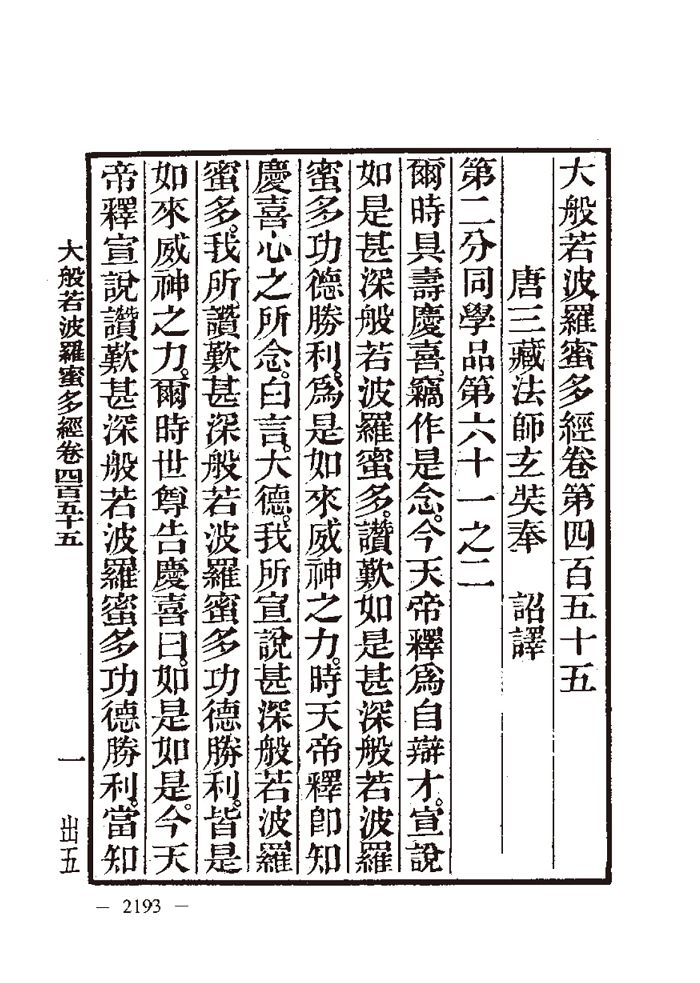 大般若波羅蜜多經卷第四百五十五
唐三藏法師玄奘奉　詔譯
第二分同學品第六十一之二
爾時具壽慶喜竊作是念。今天帝釋爲自辯才。宣說
如是甚深般若波羅蜜多。讚歎如是甚深般若波羅
蜜多功德勝利。爲是如來威神之力。時天帝釋卽知
慶喜心之所念。白言。大德。我所宣說甚深般若波羅
蜜多。我所讚歎甚深般若波羅蜜多功德勝利。皆是
如來威神之力。爾時世尊告慶喜曰。如是如是。今天
帝釋宣說讚歎甚深般若波羅蜜多功德勝利。當知
大般若波羅蜜多經卷四百五十五
一
出五
— 2193 —